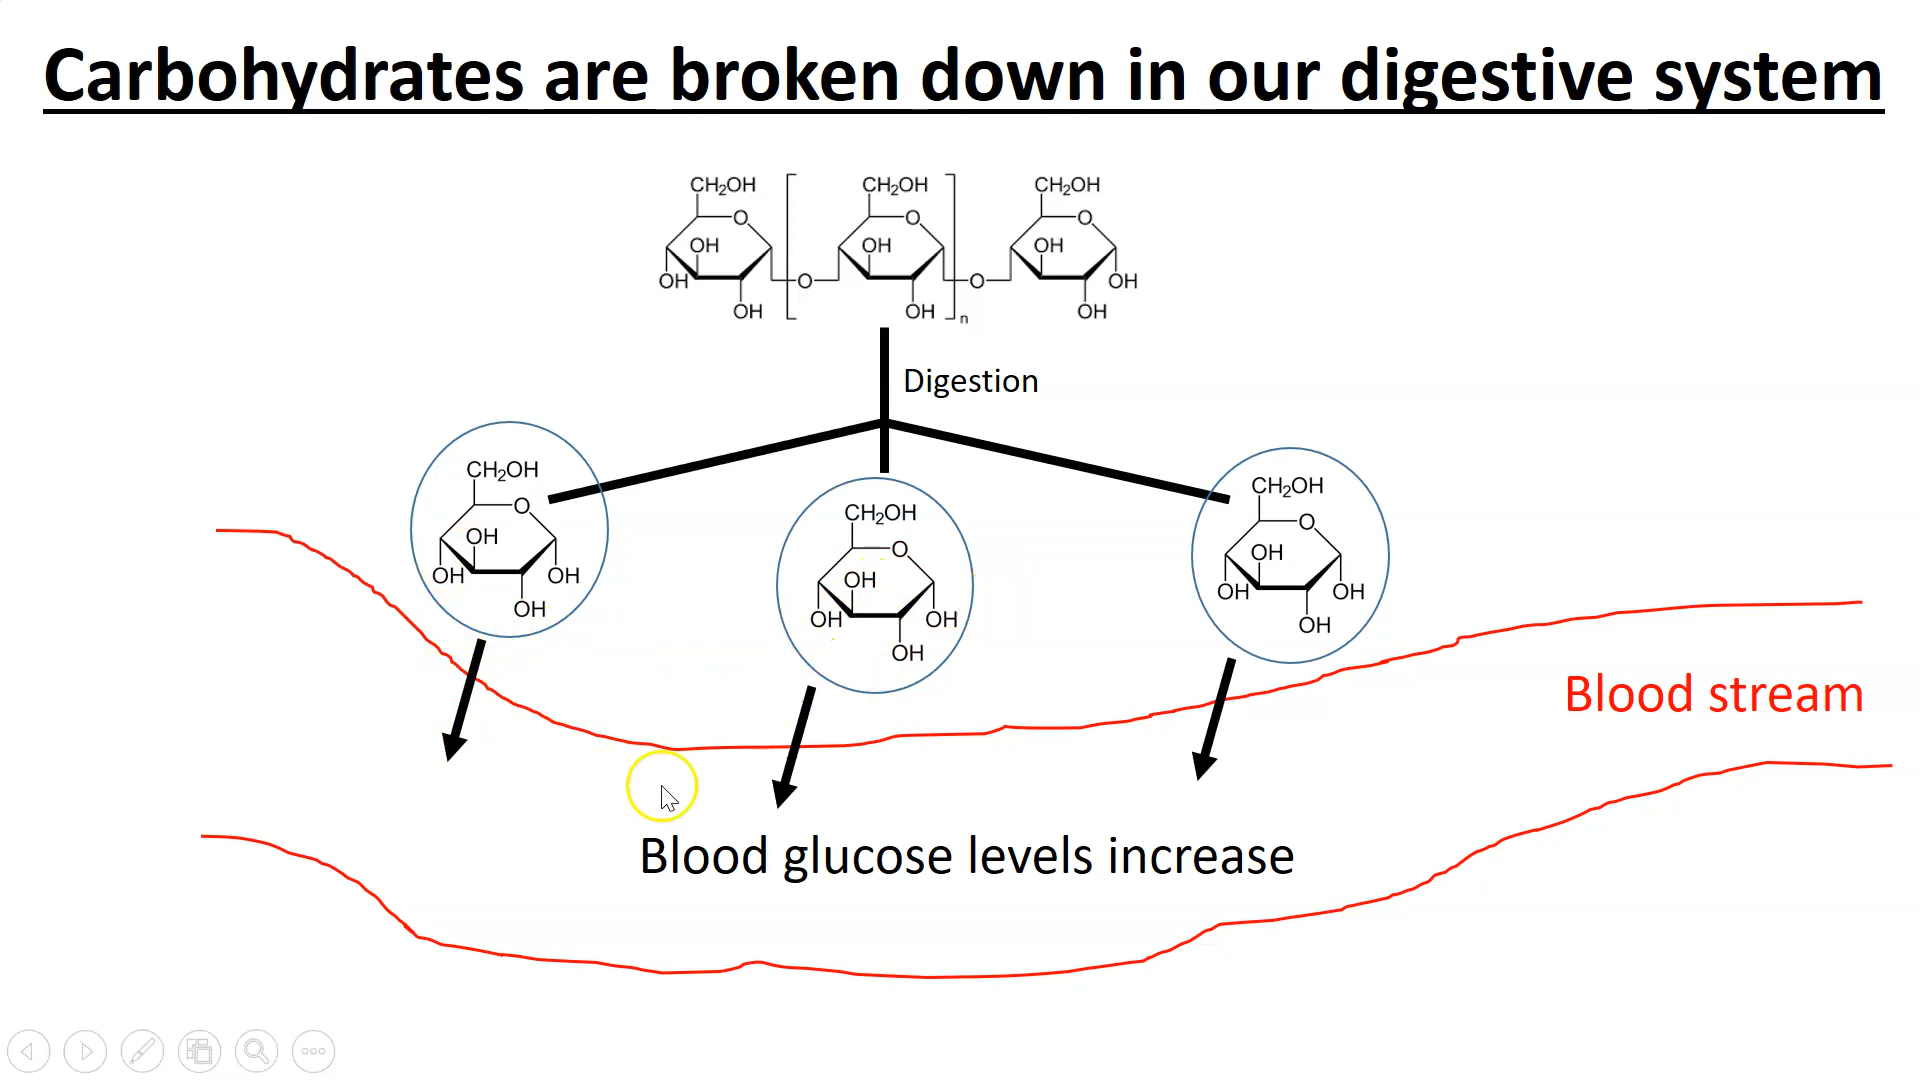 Carbohydrates are broken down in our digestive system
CH₂OH CH₂OH CH₂OH
O O O
OH OH OH
OH O O OH
OH OH OH
n
Digestion
CH₂OH
O
OH
OH OH
OH
CH₂OH
O
OH
OH OH
OH
CH₂OH
O
OH
OH OH
OH
Blood stream
Blood glucose levels increase